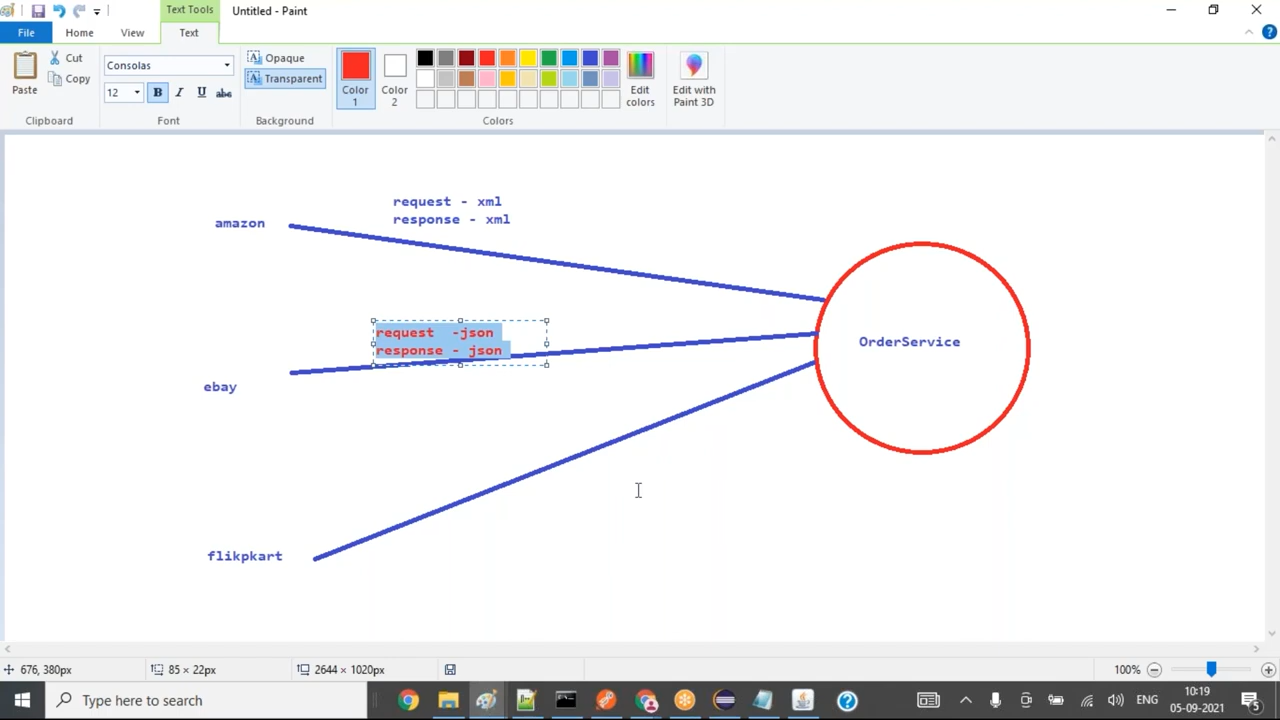 Text Tools
Untitled - Paint
File
Home
View
Text
Paste
Cut
Copy
Clipboard
Consolas
12
B
I
U
abc
Font
Opaque
Transparent
Background
Color 1
Color 2
Edit colors
Colors
Edit with Paint 3D
request - xml
response - xml
amazon
request  -json
response - json
OrderService
ebay
flikpkart
676, 380px
85 × 22px
2644 × 1020px
100%
Type here to search
ENG
10:19
05-09-2021
5